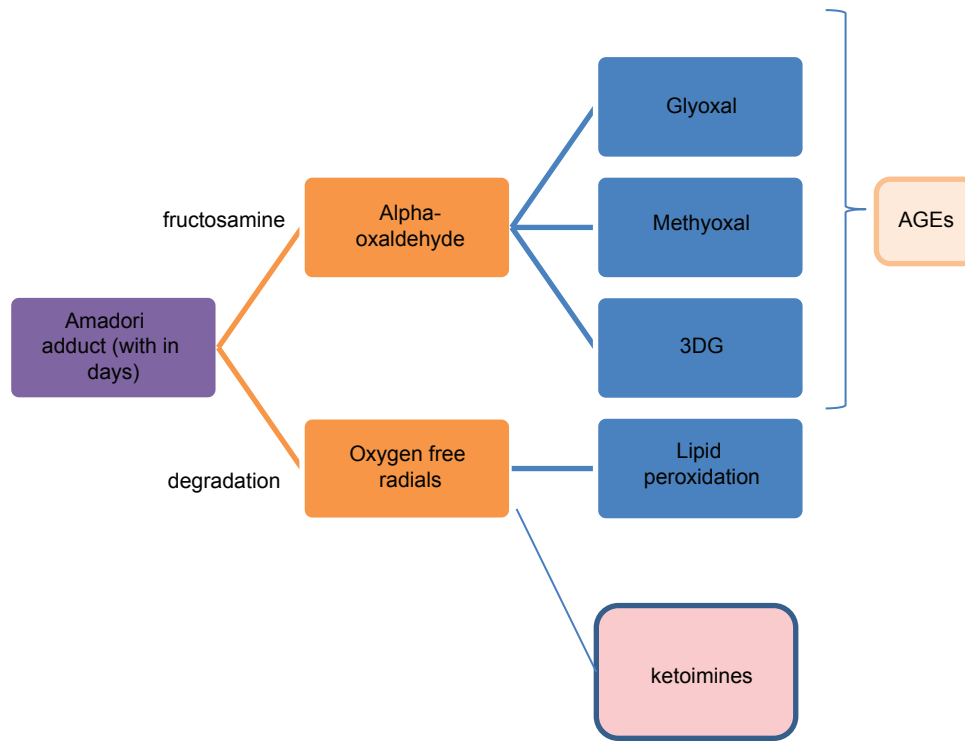 Glyoxal
fructosamine
Alpha-
oxaldehyde
Methyoxal
AGEs
Amadori
adduct (with in
days)
3DG
degradation
Oxygen free
radials
Lipid
peroxidation
ketoimines